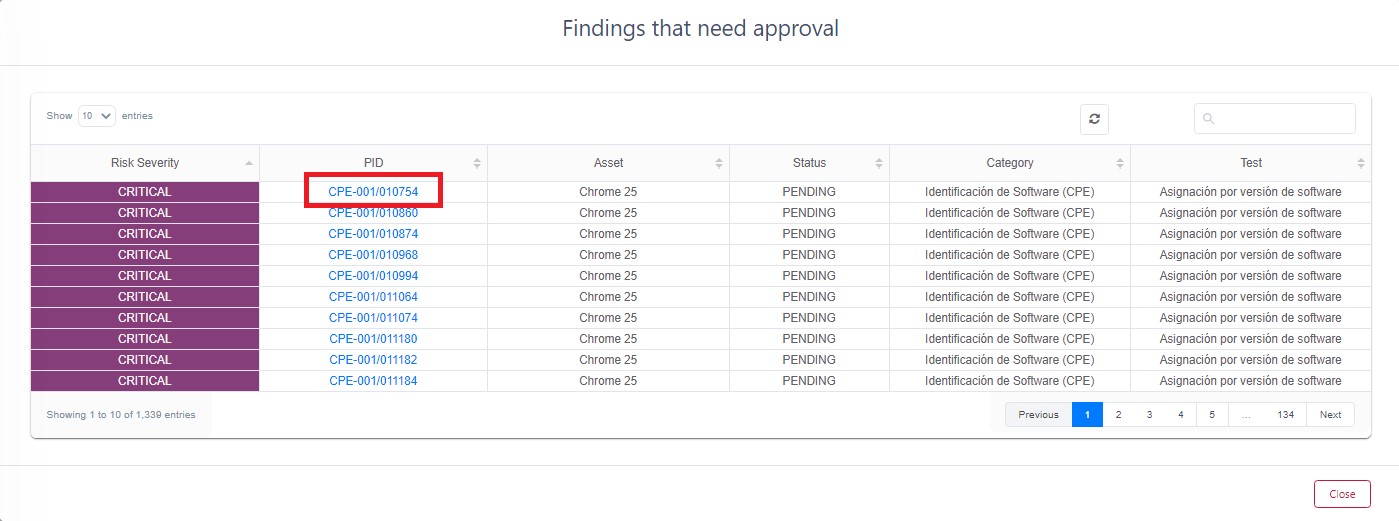 Findings that need approval
Show 10 entries
Risk Severity PID Asset Status Category Test
CRITICAL CPE-001/010754 Chrome 25 PENDING Identificación de Software (CPE) Asignación por versión de software
CRITICAL CPE-001/010860 Chrome 25 PENDING Identificación de Software (CPE) Asignación por versión de software
CRITICAL CPE-001/010874 Chrome 25 PENDING Identificación de Software (CPE) Asignación por versión de software
CRITICAL CPE-001/010968 Chrome 25 PENDING Identificación de Software (CPE) Asignación por versión de software
CRITICAL CPE-001/010994 Chrome 25 PENDING Identificación de Software (CPE) Asignación por versión de software
CRITICAL CPE-001/011064 Chrome 25 PENDING Identificación de Software (CPE) Asignación por versión de software
CRITICAL CPE-001/011074 Chrome 25 PENDING Identificación de Software (CPE) Asignación por versión de software
CRITICAL CPE-001/011180 Chrome 25 PENDING Identificación de Software (CPE) Asignación por versión de software
CRITICAL CPE-001/011182 Chrome 25 PENDING Identificación de Software (CPE) Asignación por versión de software
CRITICAL CPE-001/011184 Chrome 25 PENDING Identificación de Software (CPE) Asignación por versión de software
Showing 1 to 10 of 1,339 entries Previous 1 2 3 4 5 ... 134 Next
Close